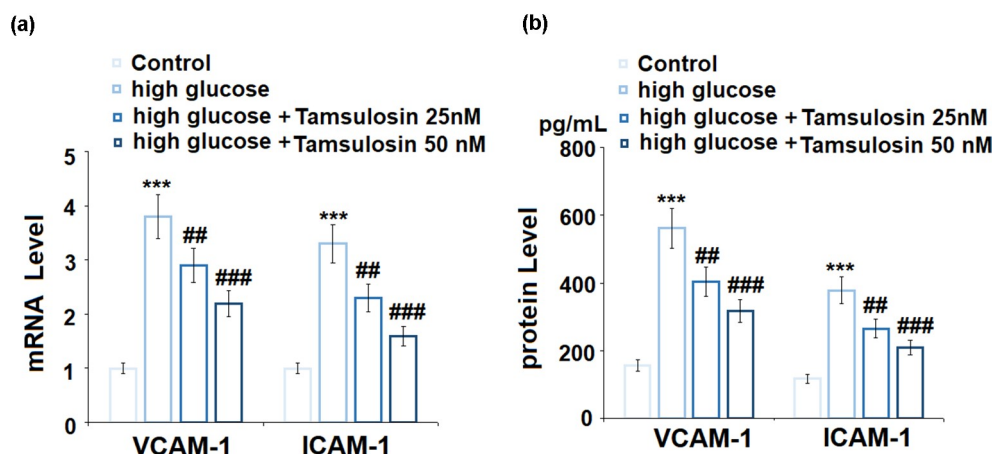 (a)
Control
high glucose
high glucose + Tamsulosin 25nM
high glucose + Tamsulosin 50 nM
mRNA Level
5
4
3
2
1
0
***
##
###
***
##
###
VCAM-1
ICAM-1
(b)
Control
high glucose
high glucose + Tamsulosin 25nM
high glucose + Tamsulosin 50 nM
pg/mL
protein Level
800
600
400
200
0
***
##
###
***
##
###
VCAM-1
ICAM-1